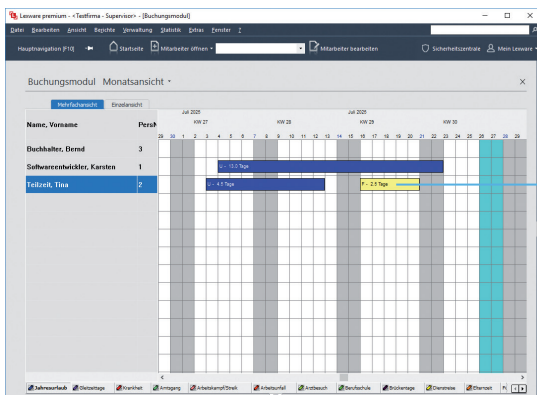 Lexware premium - <Testfirma - Supervisor> - [Buchungsmodul]
Datei Bearbeiten Ansicht Berichte Verwaltung Statistik Extras Fenster ?
Hauptnavigation (F10) Startseite Mitarbeiter öffnen Mitarbeiter bearbeiten Sicherheitszentrale Mein Lexware
Buchungsmodul Monatsansicht
Mehrfachansicht Einzelansicht
Juli 2025 Juli 2025
Name, Vorname PersN KW 27 KW 28 KW 29 KW 30
29 30 1 2 3 4 5 6 7 8 9 10 11 12 13 14 15 16 17 18 19 20 21 22 23 24 25 26 27 28 29
Buchhalter, Bernd 3
Softwareentwickler, Karsten 1 U - 13.0 Tage
Teilzeit, Tina 2 U - 4.5 Tage F - 2.5 Tage
Jahresurlaub Gleitzeittage Krankheit Amtsgang Arbeitskampf/Streik Arbeitsunfall Arztbesuch Berufsschule Brückentage Dienstreise Elternzeit